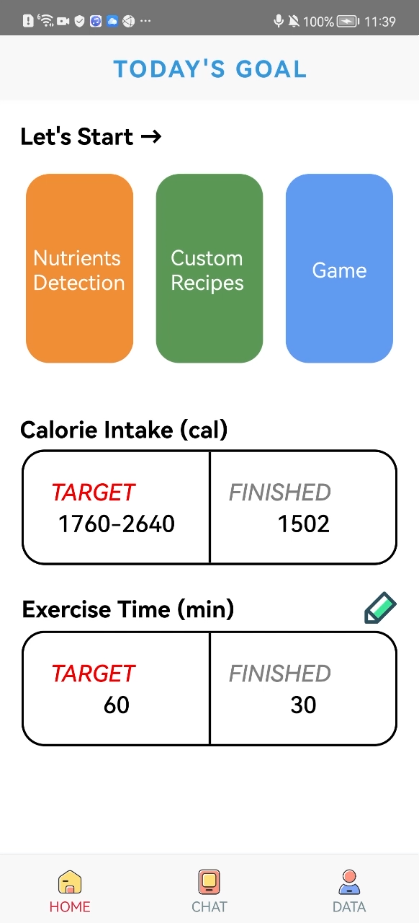 100% 11:39
TODAY'S GOAL
Let's Start →
Nutrients
Detection
Custom
Recipes
Game
Calorie Intake (cal)
TARGET
1760-2640
FINISHED
1502
Exercise Time (min)
TARGET
60
FINISHED
30
HOME
CHAT
DATA